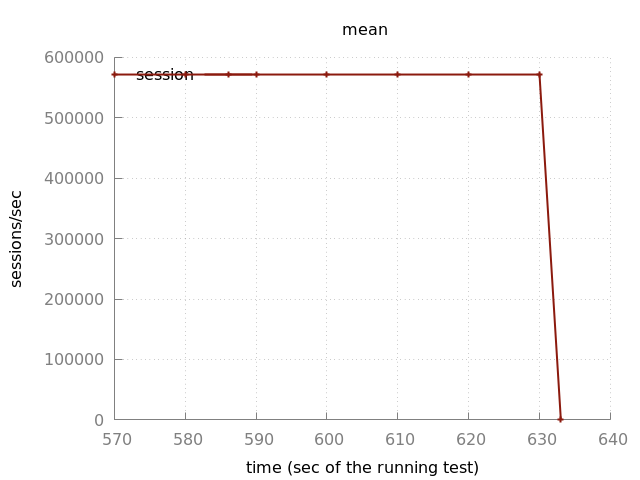 mean
600000
session
500000
400000
300000
200000
100000
0
sessions/sec
570 580 590 600 610 620 630 640
time (sec of the running test)